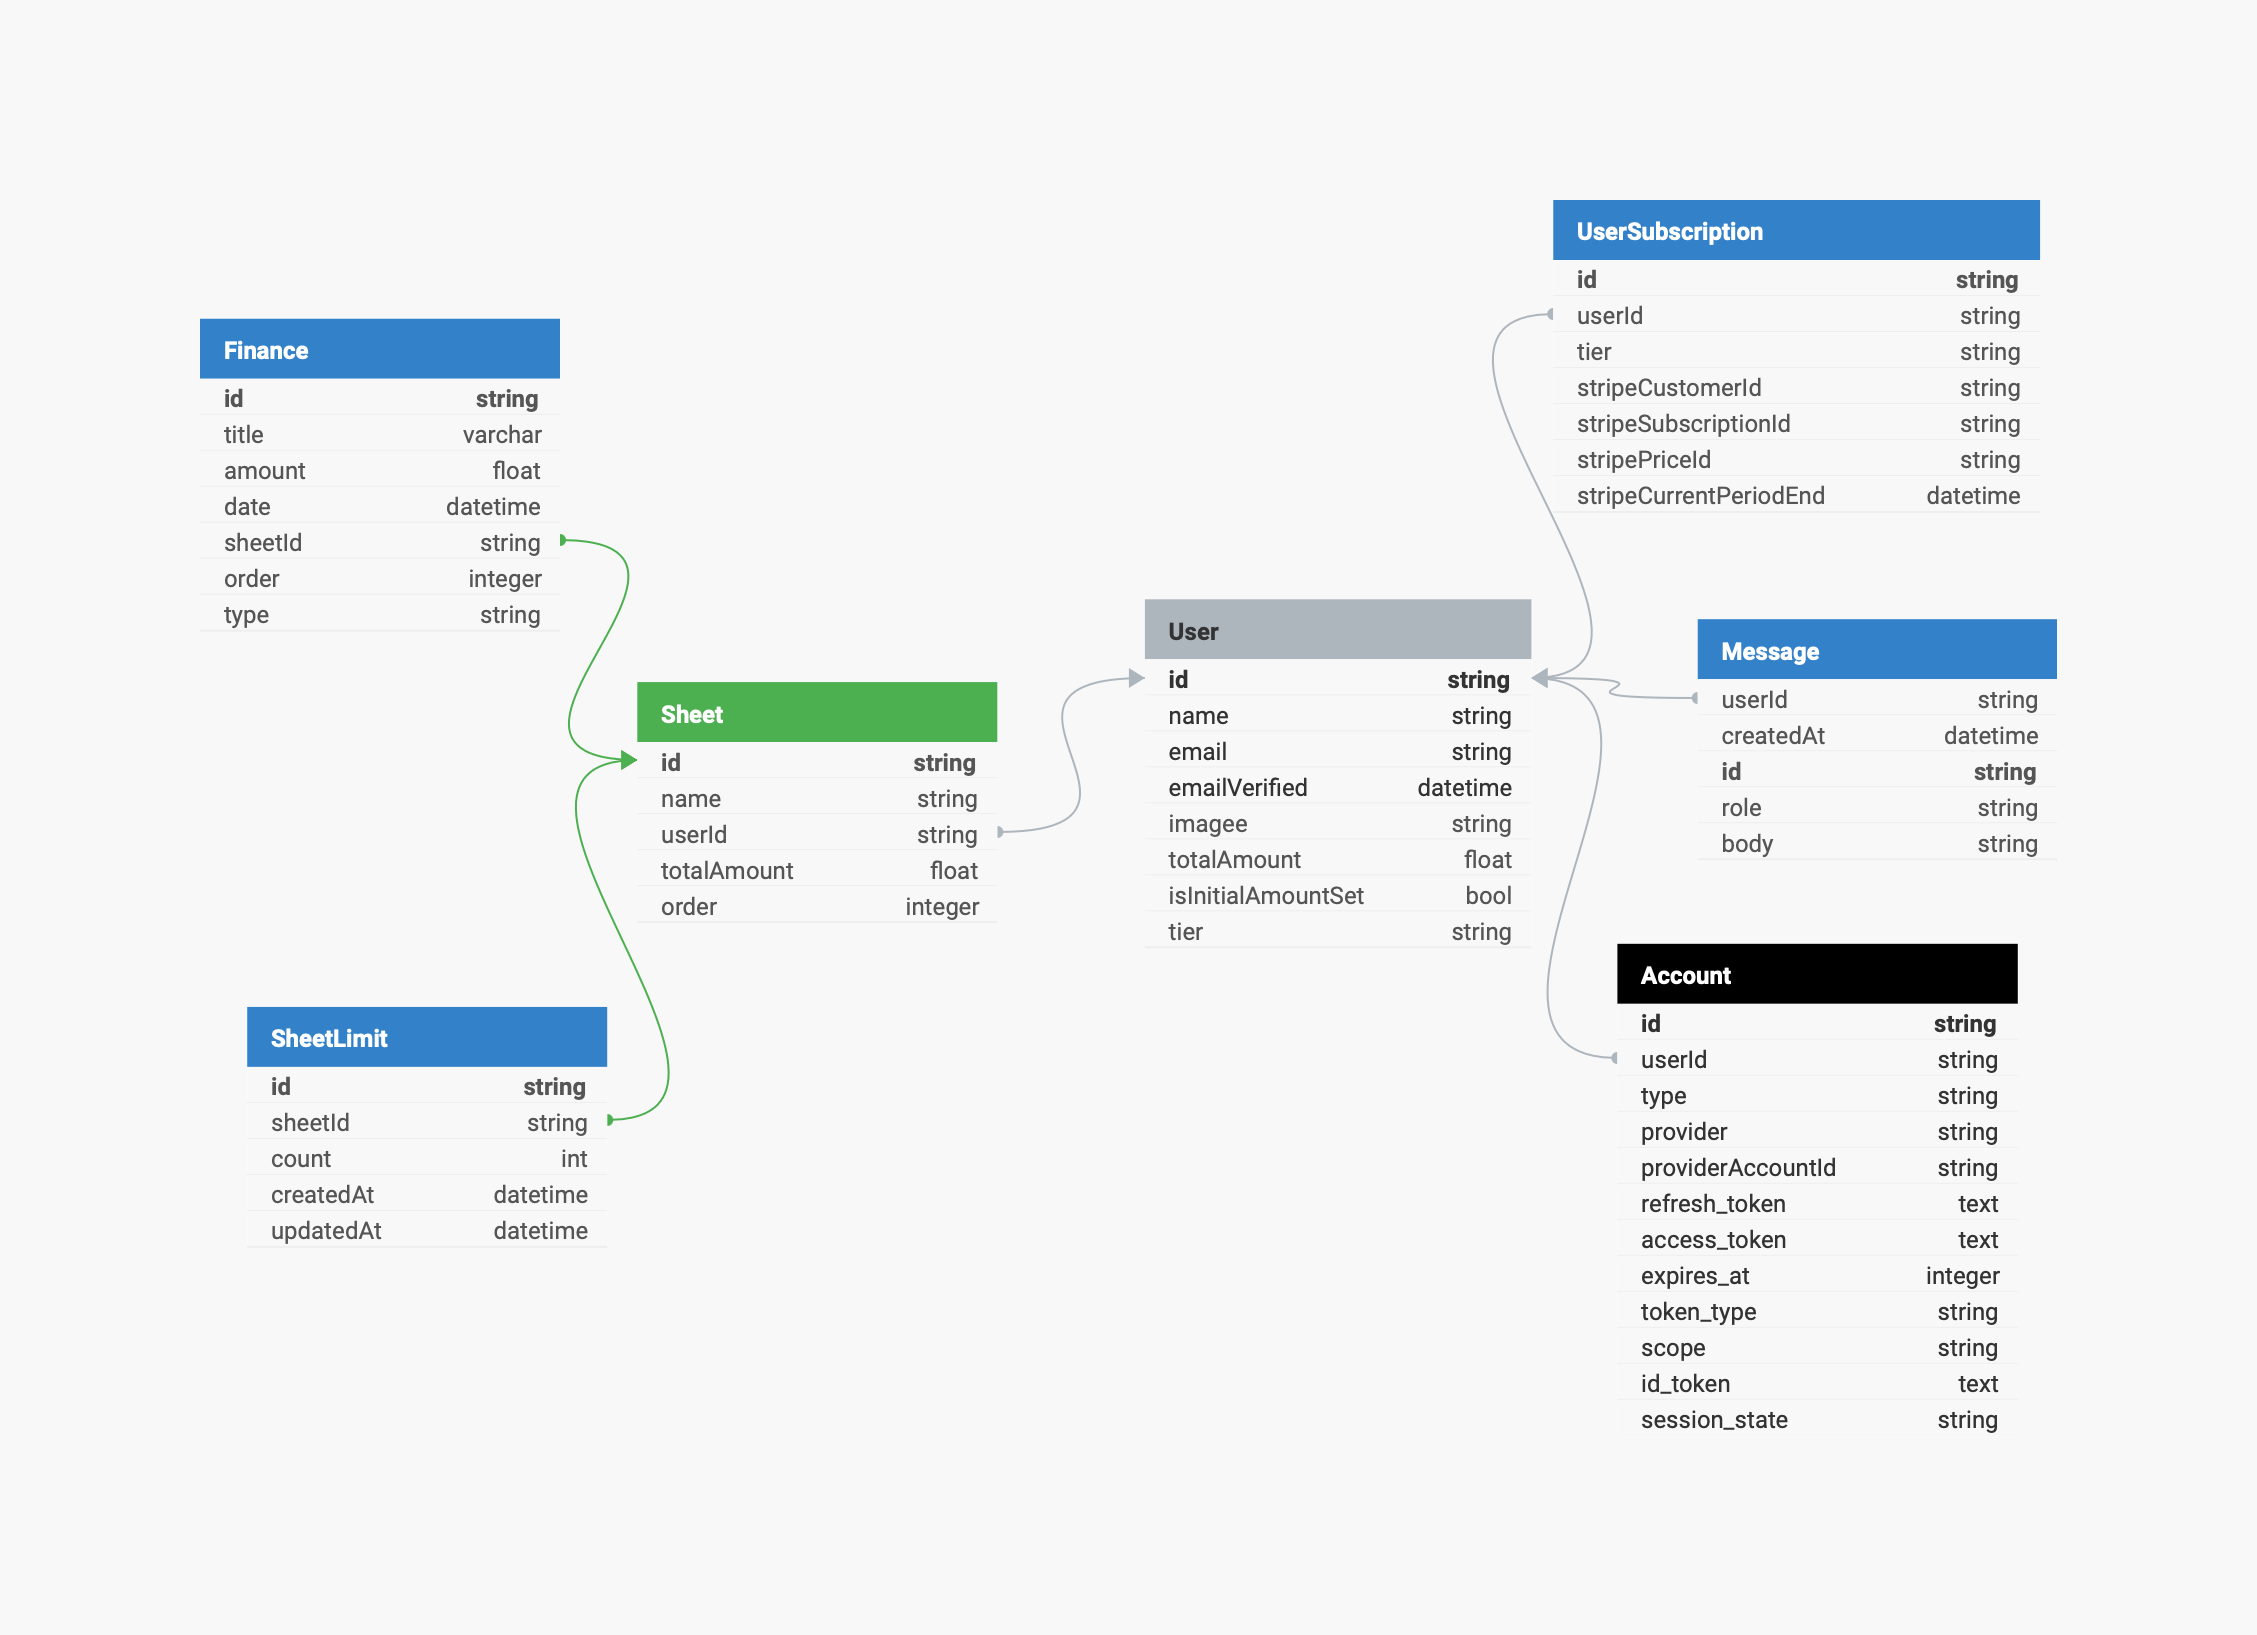 UserSubscription
id string
userId string
tier string
stripeCustomerId string
stripeSubscriptionId string
stripePriceId string
stripeCurrentPeriodEnd datetime
Finance
id string
title varchar
amount float
date datetime
sheetId string
order integer
type string
User
id string
name string
email string
emailVerified datetime
imagee string
totalAmount float
isInitialAmountSet bool
tier string
Message
userId string
createdAt datetime
id string
role string
body string
Sheet
id string
name string
userId string
totalAmount float
order integer
Account
id string
userId string
type string
provider string
providerAccountId string
refresh_token text
access_token text
expires_at integer
token_type string
scope string
id_token text
session_state string
SheetLimit
id string
sheetId string
count int
createdAt datetime
updatedAt datetime